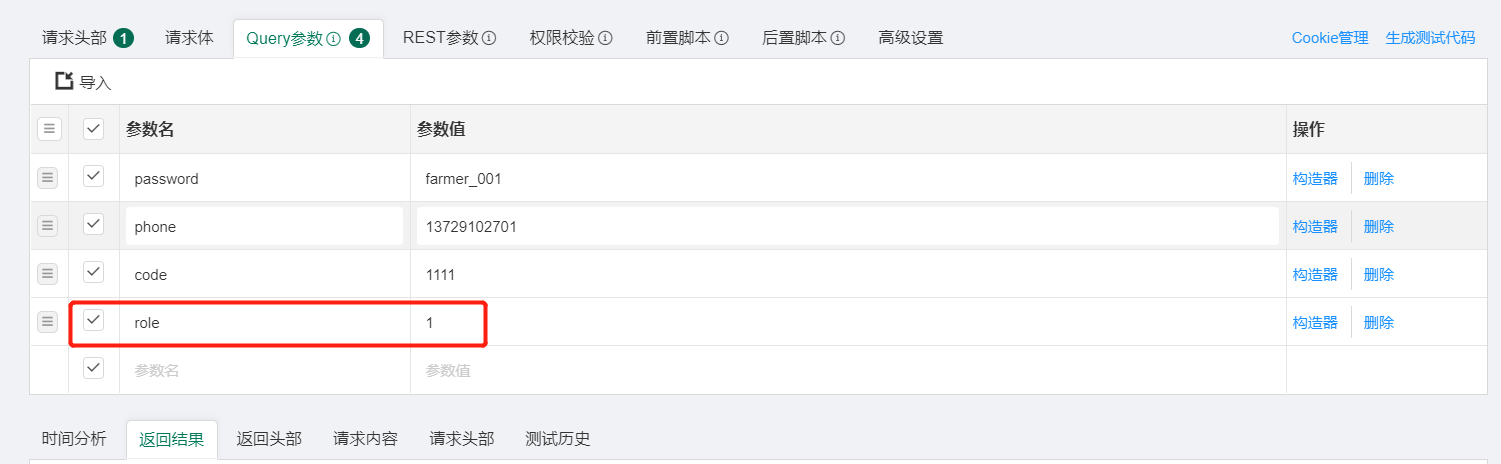 请求头部 1 请求体 Query参数 4 REST参数 权限校验 前置脚本 后置脚本 高级设置 Cookie管理 生成测试代码
导入
参数名 参数值 操作
password farmer_001 构造器 删除
phone 13729102701 构造器 删除
code 1111 构造器 删除
role 1 构造器 删除
参数名 参数值
时间分析 返回结果 返回头部 请求内容 请求头部 测试历史